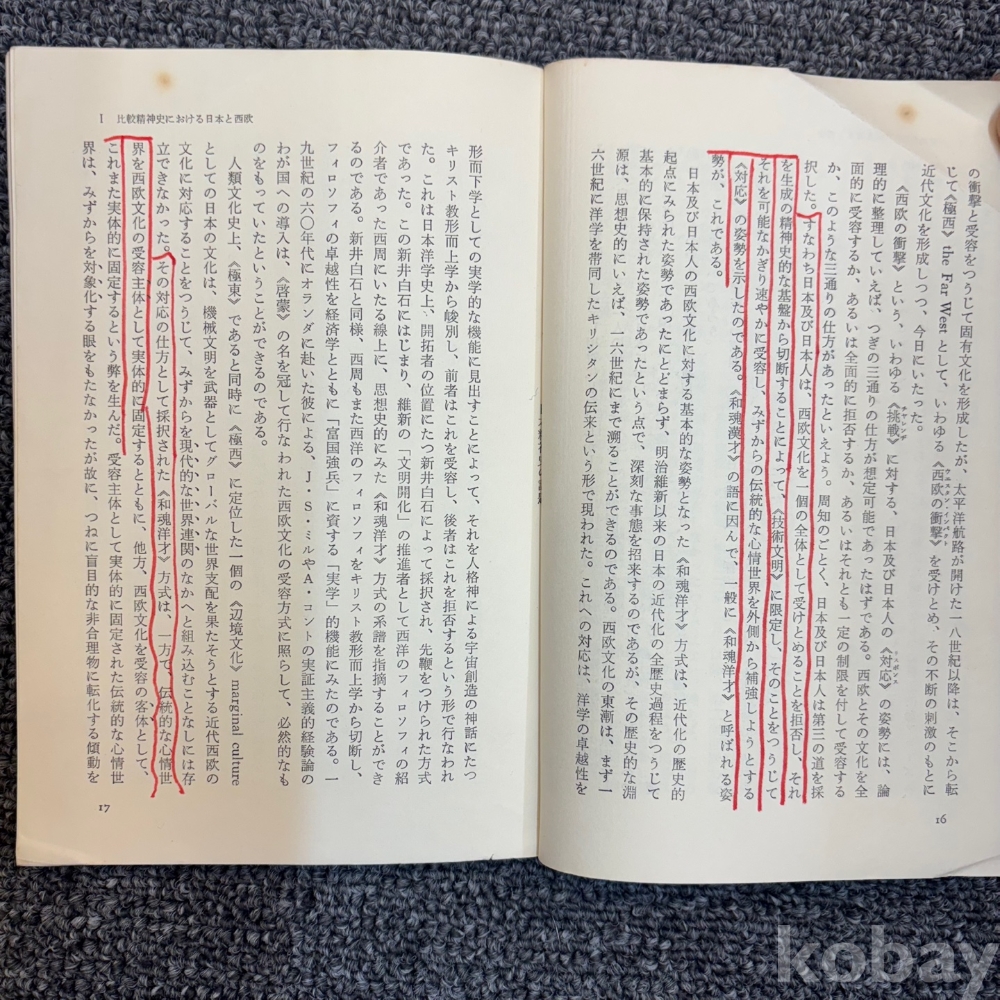 の衝撃と受容をつうじて固有文化を形成したが、太平洋航路が開けた一八世紀以降は、そこから転
じて《極西》 the Far West として、いわゆる《西欧の衝撃》を受けとめ、その不断の刺激のもとに
近代文化を形成しつつ、今日にいたった。
《西欧の衝撃》という、いわゆる《挑戦》に対する、日本及び日本人の《対応》の姿勢には、論
理的に整理していえば、つぎの三通りの仕方が想定可能であったはずである。西欧とその文化を全
面的に受容するか、あるいは全面的に拒否するか、あるいはそれとも一定の制限を付して受容する
か、このような三通りの仕方があったといえよう。周知のごとく、日本及び日本人は第三の道を採
択した。すなわち日本及び日本人は、西欧文化を一個の全体として受けとめることを拒否し、それ
を生成の精神史的な基盤から切断することによって、《技術文明》に限定し、そのことをつうじて
それを可能なかぎり速やかに受容し、みずからの伝統的な心情世界を外側から補強しようとする
《対応》の姿勢を示したのである。《和魂漢才》の語に因んで、一般に《和魂洋才》と呼ばれる姿
勢が、これである。
日本及び日本人の西欧文化に対する基本的な姿勢となった《和魂洋才》方式は、近代化の歴史的
起点にみられた姿勢であったにとどまらず、明治維新以来の日本の近代化の全歴史過程をつうじて
基本的に保持された姿勢であったという点で、深刻な事態を招来するのであるが、その歴史的な淵
源は、思想史的にいえば、一六世紀にまで溯ることができるのである。西欧文化の東漸は、まず一
六世紀に洋学を帯同したキリシタンの伝来という形で現われた。これへの対応は、洋学の卓越性を
16
I 比較精神史における日本と西欧
形而下学としての実学的な機能に見出すことによって、それを人格神による宇宙創造の神話にたつ
キリスト教形而上学から峻別し、前者はこれを受容し、後者はこれを拒否するという形で行なわれ
た。これは日本洋学史上、開拓者の位置にたつ新井白石によって採択され、先鞭をつけられた方式
であった。この新井白石にはじまり、維新の「文明開化」の推進者として西洋のフィロソフィの紹
介者であった西周にいたる線上に、思想史的にみた《和魂洋才》方式の系譜を指摘することができ
るのである。新井白石と同様、西周もまた西洋のフィロソフィをキリスト教形而上学から切断し、
フィロソフィの卓越性を経済学とともに「富国強兵」に資する「実学」的機能にみたのである。一
九世紀の六〇年代にオランダに赴いた彼による、J・S・ミルやA・コントの実証主義的経験論の
わが国への導入は、《啓蒙》の名を冠して行なわれた西欧文化の受容方式に照らして、必然的なも
のをもっていたということができるのである。
人類文化史上、《極東》であると同時に《極西》に定位した一個の《辺境文化》 marginal culture
としての日本の文化は、機械文明を武器としてグローバルな世界支配を果たそうとする近代西欧の
文化に対応することをつうじて、みずからを現代的な世界連関のなかへと組み込むことなしには存
立できなかった。その対応の仕方として採択された《和魂洋才》方式は、一方で、伝統的な心情世
界を西欧文化の受容主体として実体的に固定するとともに、他方、西欧文化を受容の客体として、
これまた実体的に固定するという弊を生んだ。受容主体として実体的に固定された伝統的な心情世
界は、みずからを対象化する眼をもたなかったが故に、つねに盲目的な非合理物に転化する傾動を
17
kobay